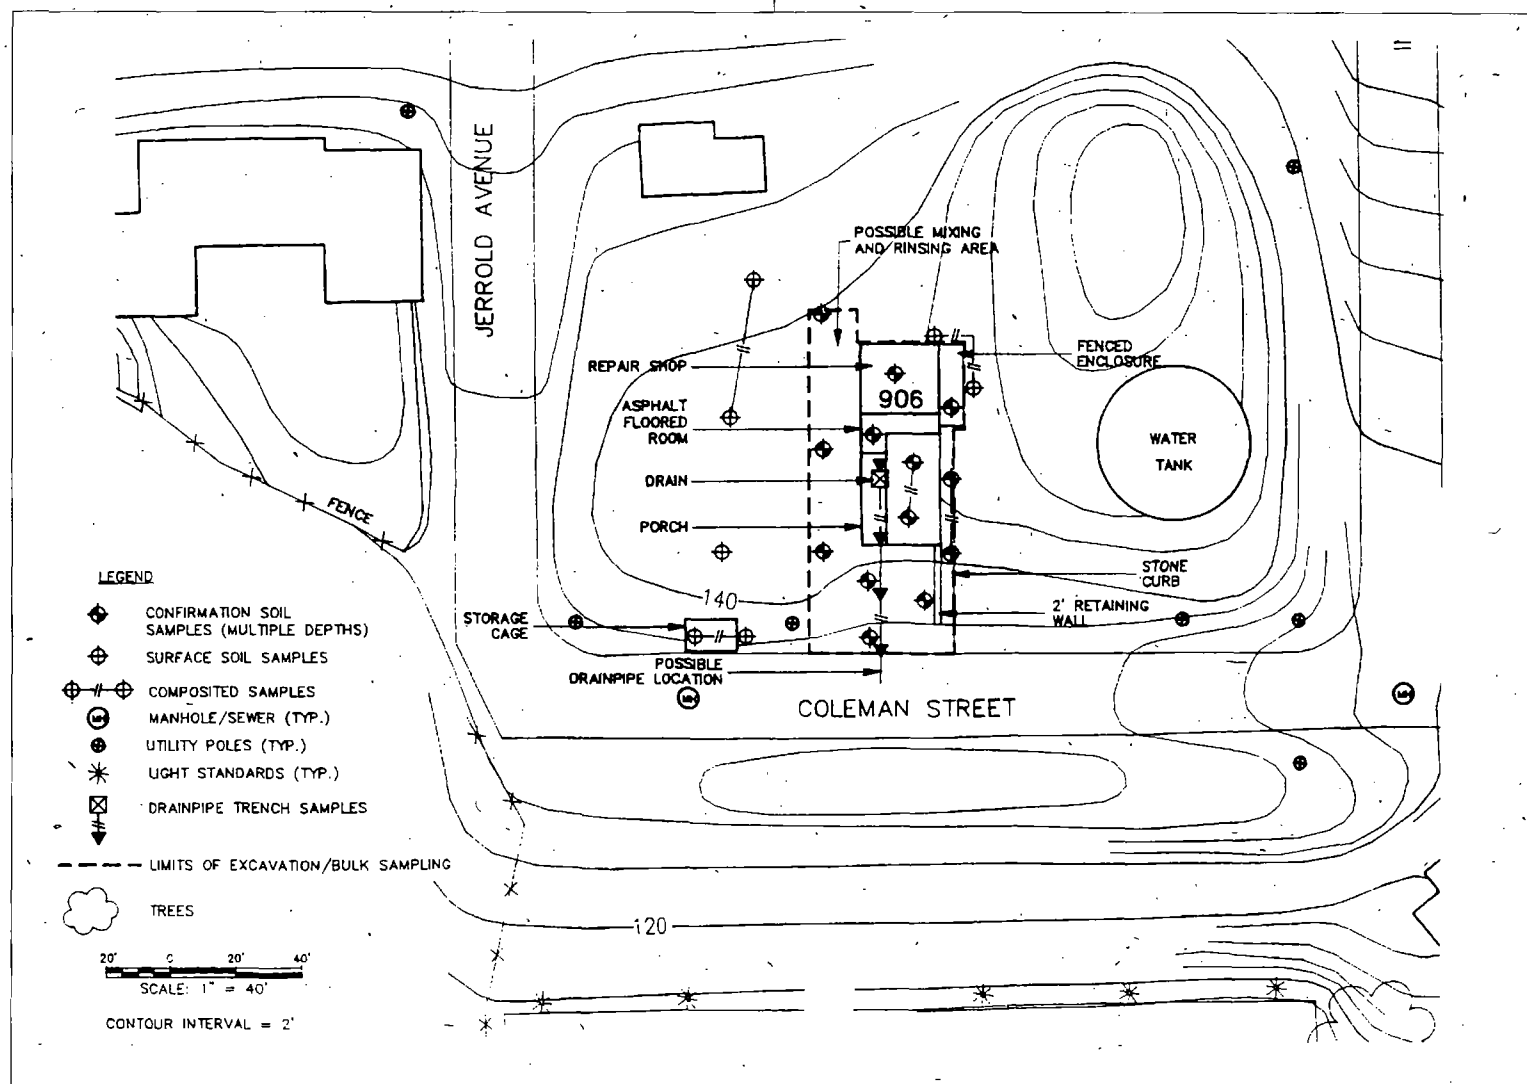 JERROLD AVENUE
POSSIBLE MIXING
AND RINSING AREA
REPAIR SHOP
FENCED
ENCLOSURE
906
ASPHALT
FLOORED
ROOM
WATER
TANK
DRAIN
PORCH
FENCE
STONE
CURB
140
2' RETAINING
WALL
STORAGE
CAGE
POSSIBLE
DRAINPIPE LOCATION
MH
MH
COLEMAN STREET
120
LEGEND
CONFIRMATION SOIL
SAMPLES (MULTIPLE DEPTHS)
SURFACE SOIL SAMPLES
COMPOSITED SAMPLES
MH
MANHOLE/SEWER (TYP.)
UTILITY POLES (TYP.)
LIGHT STANDARDS (TYP.)
DRAINPIPE TRENCH SAMPLES
LIMITS OF EXCAVATION/BULK SAMPLING
TREES
20' 0 20' 40'
SCALE: 1" = 40'
CONTOUR INTERVAL = 2'